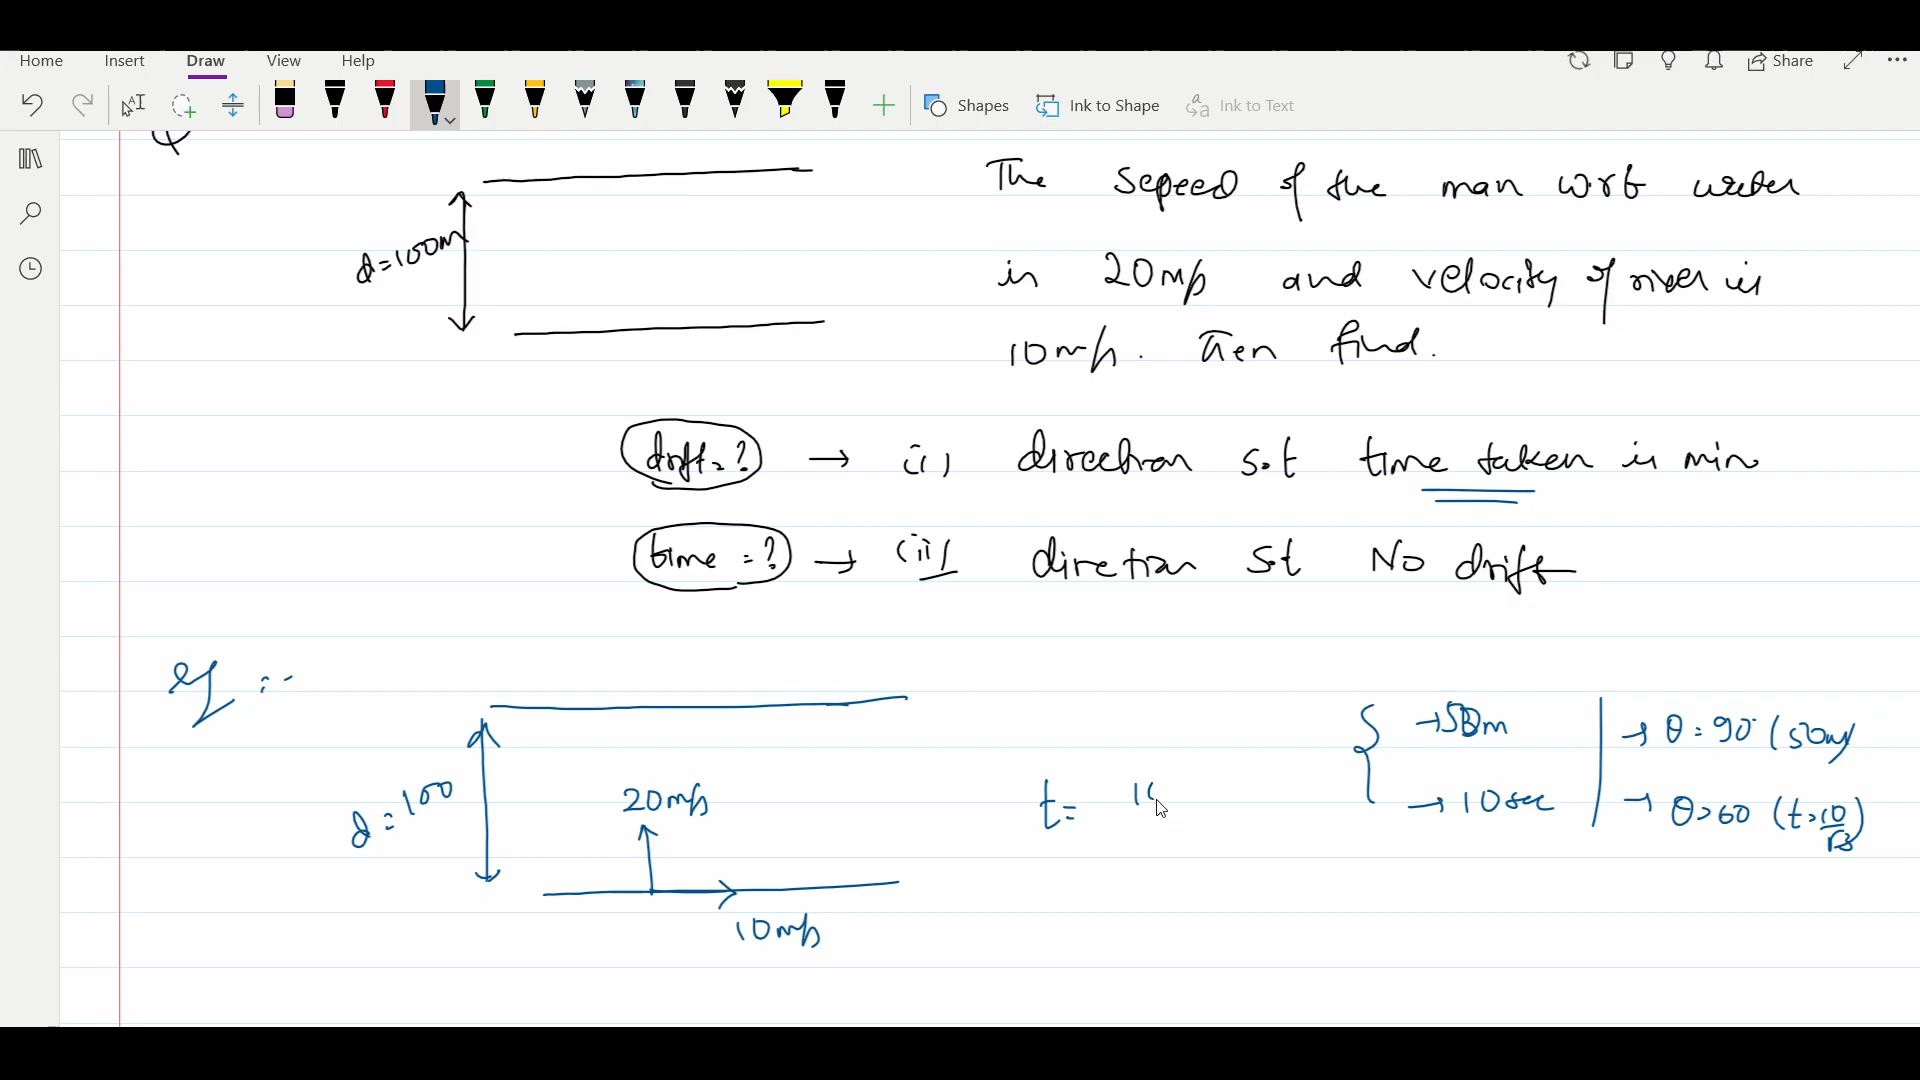 Home Insert Draw View Help Share
Shapes Ink to Shape Ink to Text
d=100m
The sepeed of the man w.r.t water
is 20m/s and velocity of river is
10m/s. Then find.
drift=? → (i) direction s.t time taken is min
time =? → (ii) direction s.t No drift
d=100
20m/s
10m/s
t=
→50m
→10sec
→ θ=90° (50m)
→ θ=60 (t=10/√3)